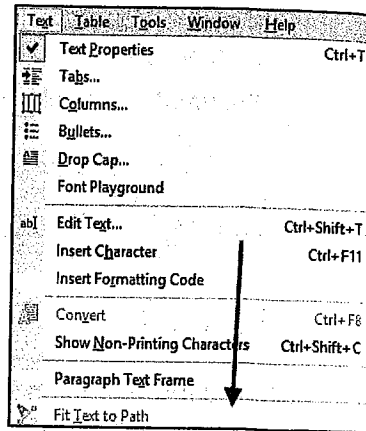 Text Table Tools Window Help
Text Properties Ctrl+T
Tabs...
Columns...
Bullets...
Drop Cap...
Font Playground
ab Edit Text... Ctrl+Shift+T
Insert Character Ctrl+F11
Insert Formatting Code
Convert Ctrl+F8
Show Non-Printing Characters Ctrl+Shift+C
Paragraph Text Frame
Fit Text to Path